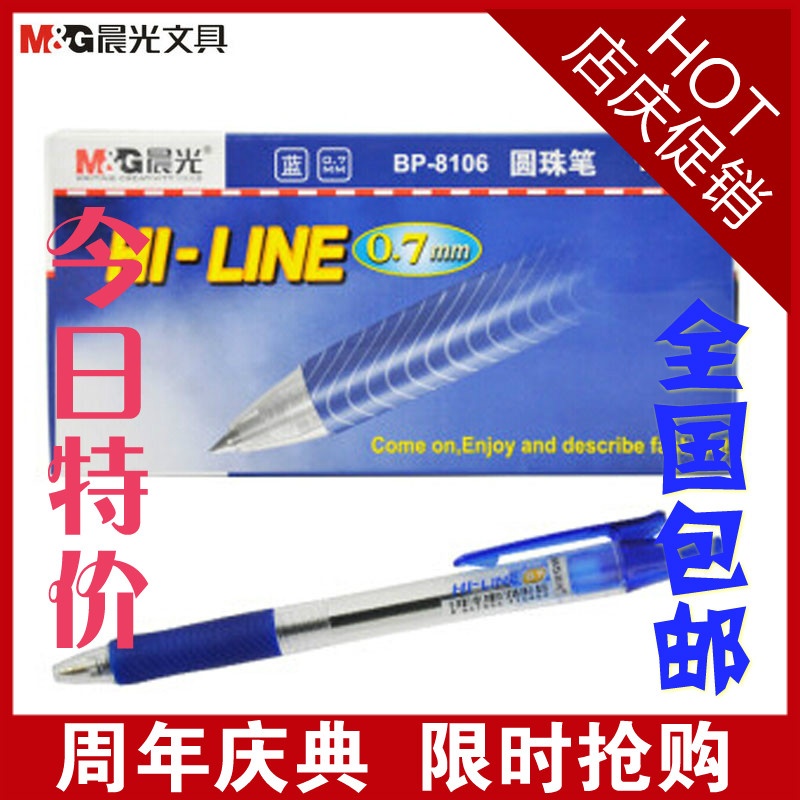 M&G晨光文具
HOT
店庆促销
M&G晨光®
蓝
0.7
MM
BP-8106
圆珠笔
HI-LINE
0.7mm
Come on,Enjoy and describe
今日特价
全国包邮
HI-LINE
周年庆典 限时抢购